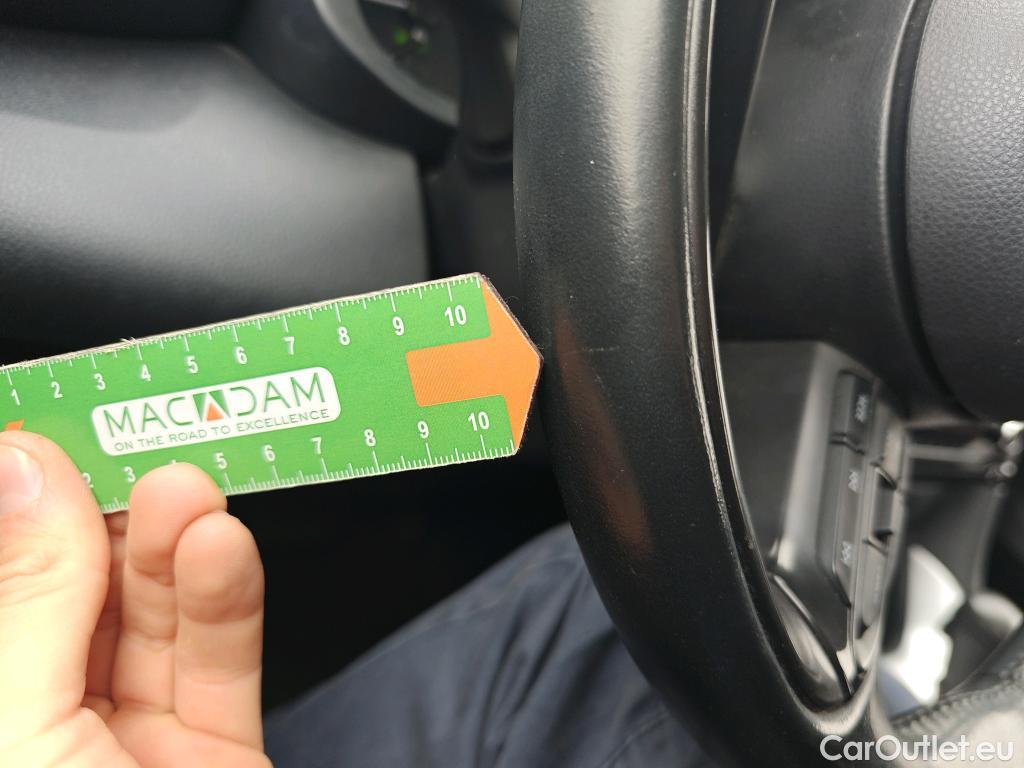 1 2 3 4 5 6 7 8 9 10
MACADAM
ON THE ROAD TO EXCELLENCE
2 3 4 5 6 7 8 9 10
CarOutlet.eu